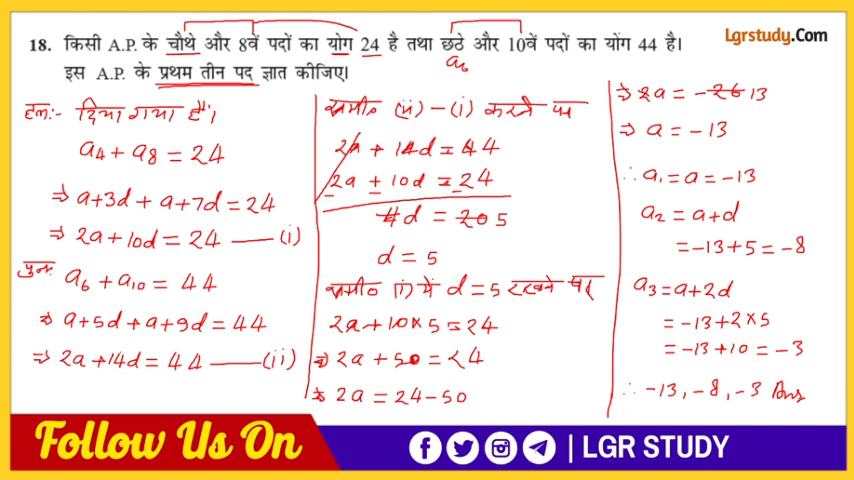 Lgrstudy.Com
18. किसी A.P. के चौथे और 8वें पदों का योग 24 है तथा छठे और 10वें पदों का योंग 44 है।
a₆
इस A.P. के प्रथम तीन पद ज्ञात कीजिए।
हल:- दिया गया है।
a₄ + a₈ = 24
⇒ a+3d + a+7d = 24
⇒ 2a+10d = 24 —— (i)
पुनः
a₆ + a₁₀ = 44
⇒ a+5d+a+9d = 44
⇒ 2a+14d = 44 —— (ii)
समी० (ii) - (i) करने पर
2a + 14d = 44
2a + 10d = 24
- - -
4d = 20 5
d = 5
समी० (i) में d = 5 रखने पर
2a + 10 × 5 = 24
⇒ 2a + 50 = 24
⇒ 2a = 24 - 50
⇒ 2a = -26 13
⇒ a = -13
∴ a₁ = a = -13
a₂ = a+d
= -13+5 = -8
a₃ = a+2d
= -13+2×5
= -13+10 = -3
∴ -13, -8, -3 Ans
Follow Us On
LGR STUDY